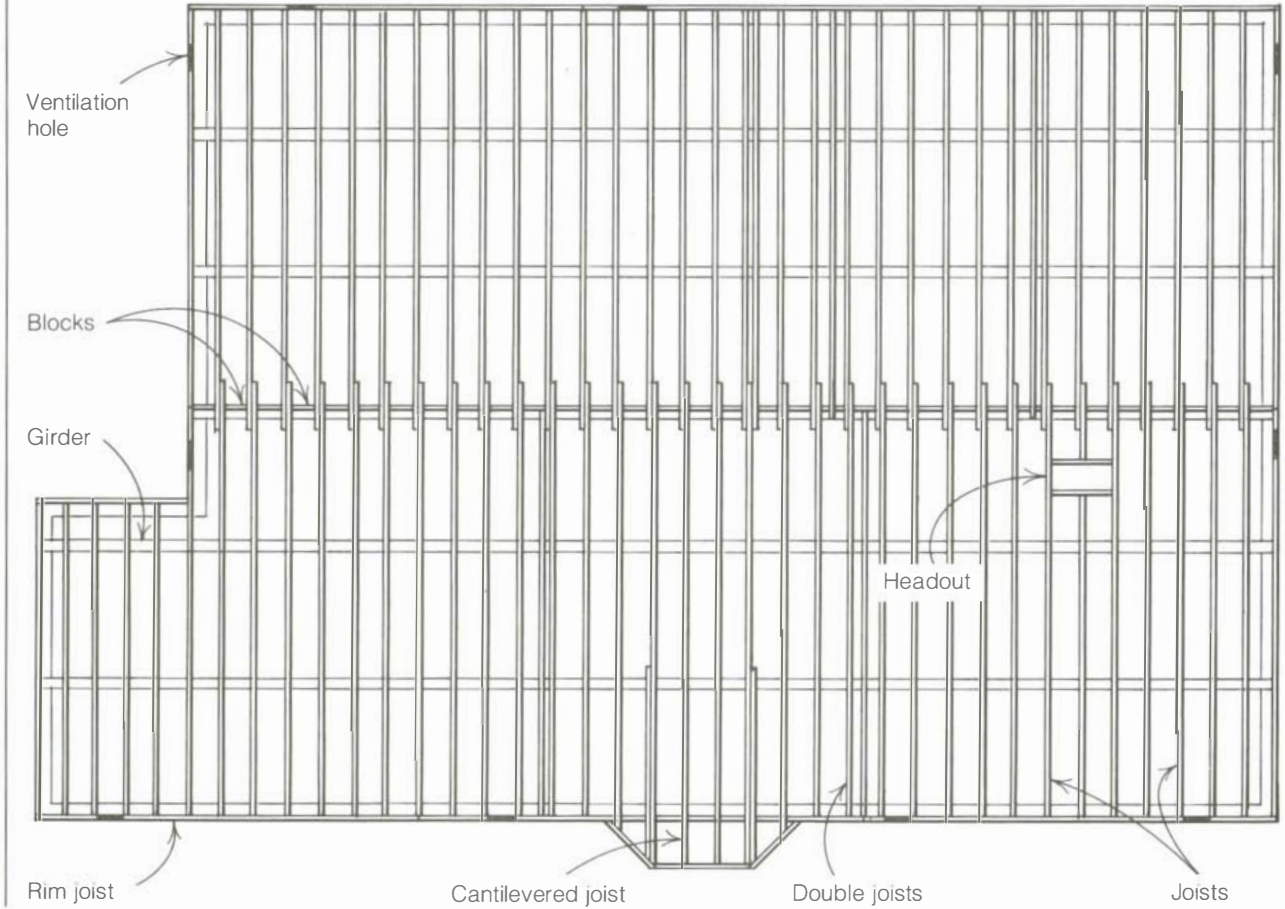 Ventilation
hole
Blocks
Girder
Headout
Rim joist
Cantilevered joist
Double joists
Joists